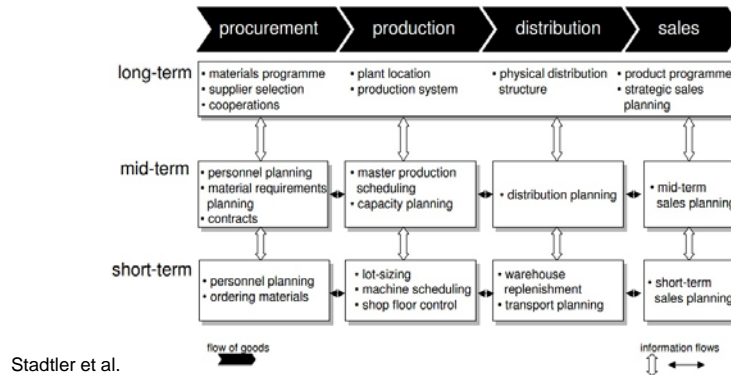 procurement production distribution sales
long-term
• materials programme
• supplier selection
• cooperations
• plant location
• production system
• physical distribution
structure
• product programme
• strategic sales
planning
mid-term
• personnel planning
• material requirements
planning
• contracts
• master production
scheduling
• capacity planning
• distribution planning
• mid-term
sales planning
short-term
• personnel planning
• ordering materials
• lot-sizing
• machine scheduling
• shop floor control
• warehouse
replenishment
• transport planning
• short-term
sales planning
flow of goods
information flows
Stadtler et al.